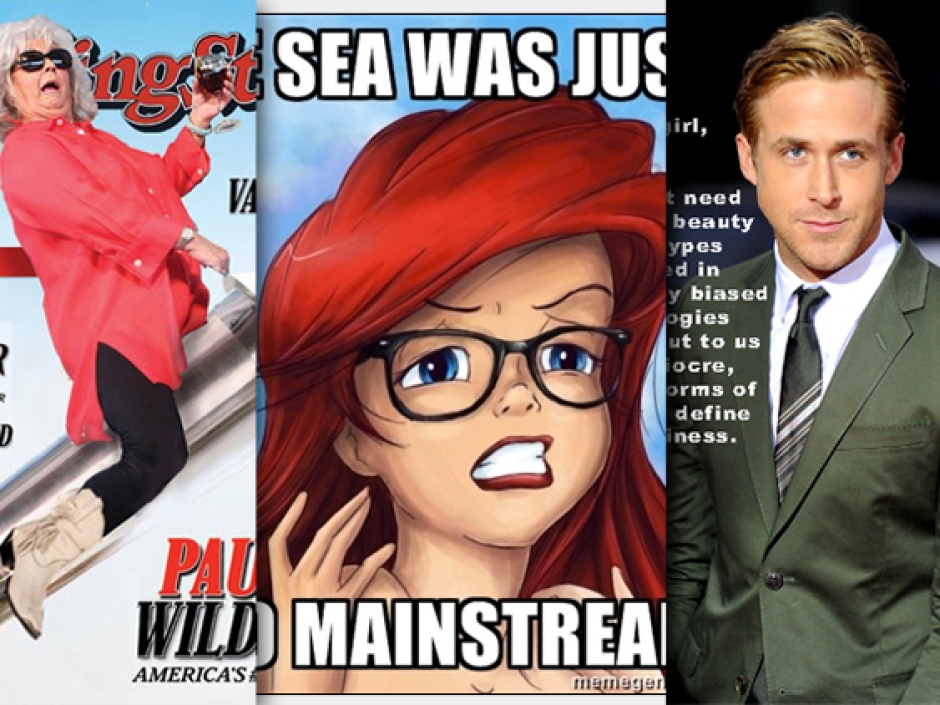 ingSt
VA
R
D
PAU
WILD
AMERICA'S
SEA WAS JUS
O MAINSTREA
memegen
girl,
t need
beauty
ypes
ed in
y biased
ogies
ut to us
iocre,
orms of
define
iness.